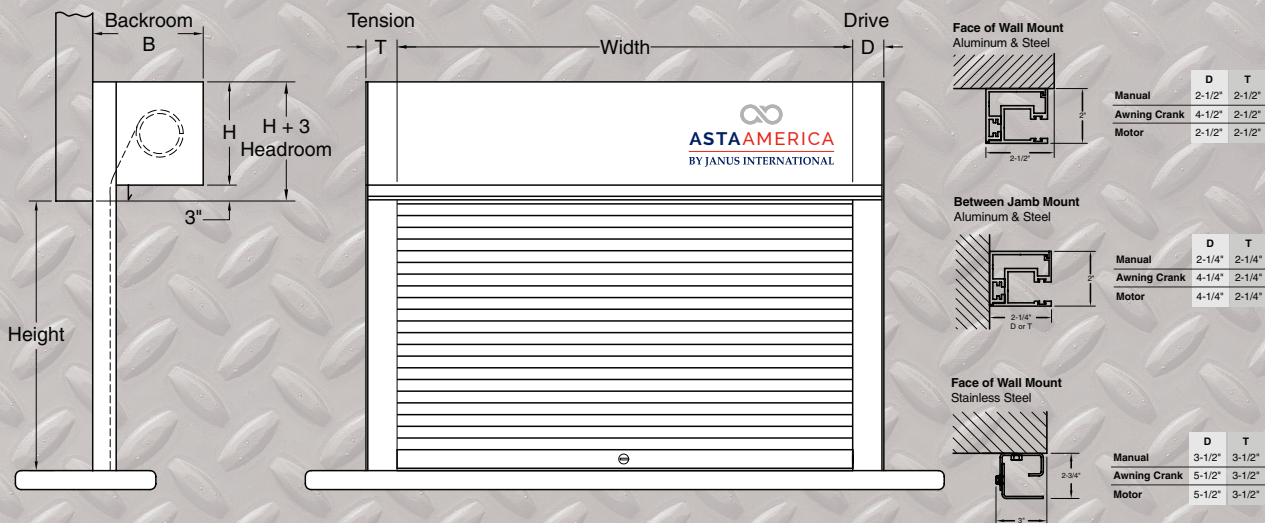 Backroom
B
H
H + 3
Headroom
3"
Height
Tension
T
Width
Drive
D
ASTAAMERICA
BY JANUS INTERNATIONAL
Face of Wall Mount
Aluminum & Steel
2"
2-1/2"
D T
Manual 2-1/2" 2-1/2"
Awning Crank 4-1/2" 2-1/2"
Motor 2-1/2" 2-1/2"
Between Jamb Mount
Aluminum & Steel
2"
2-1/4"
D or T
D T
Manual 2-1/4" 2-1/4"
Awning Crank 4-1/4" 2-1/4"
Motor 4-1/4" 2-1/4"
Face of Wall Mount
Stainless Steel
2-3/4"
3"
D T
Manual 3-1/2" 3-1/2"
Awning Crank 5-1/2" 3-1/2"
Motor 5-1/2" 3-1/2"